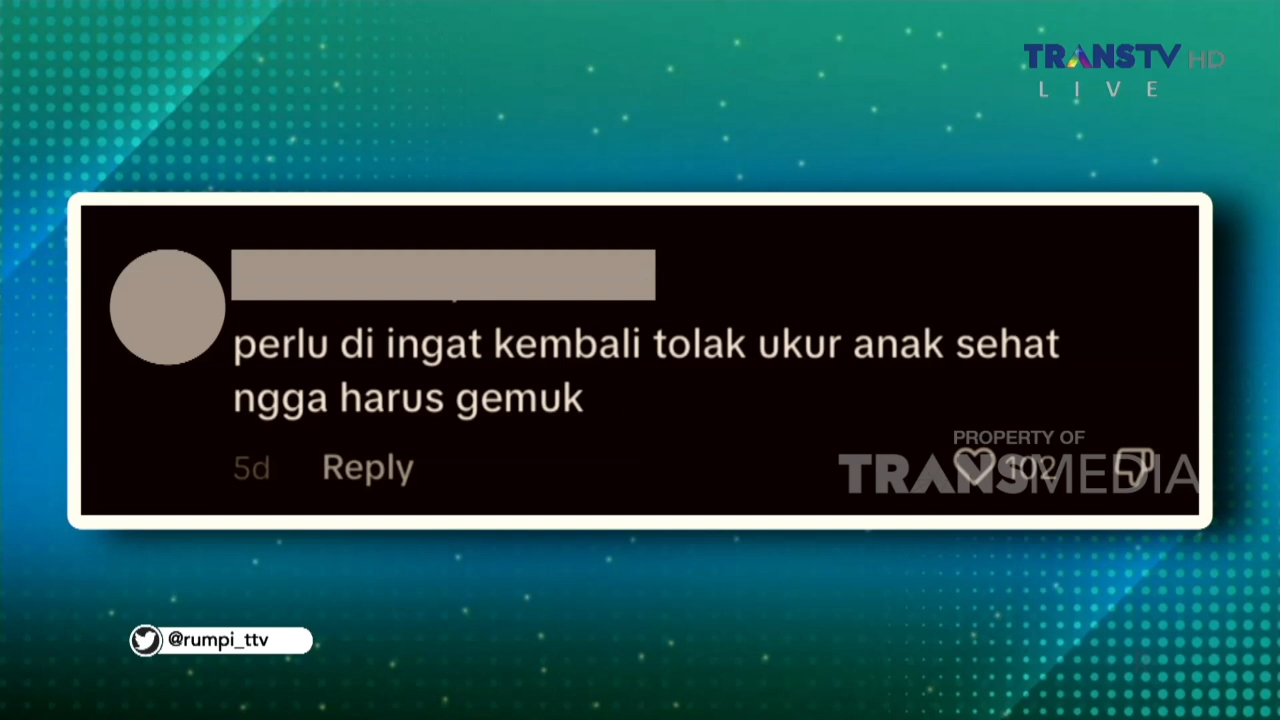 TRANSTV HD
LIVE
perlu di ingat kembali tolak ukur anak sehat
ngga harus gemuk
5d Reply 102
PROPERTY OF
TRANSMEDIA
@rumpi_ttv